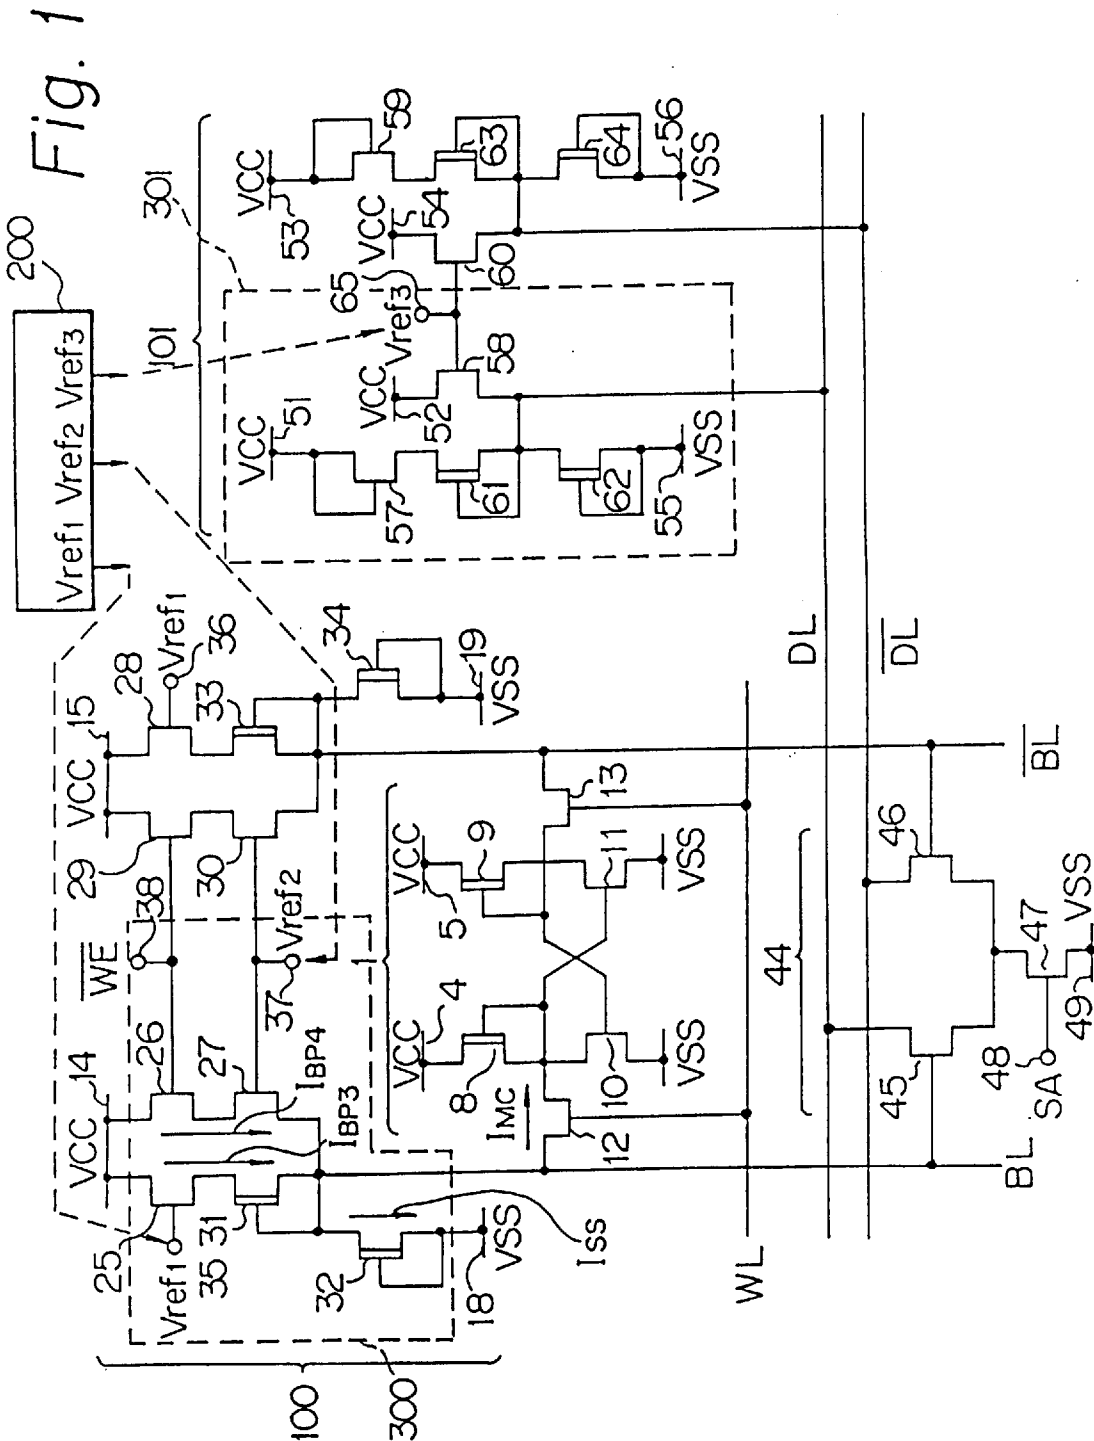 Fig. 1
200
Vref1 Vref2 Vref3
101
301
VCC
15
VCC
14
29
28
Vref1
36
33
30
34
19
VSS
WE
38
26
27
37
Vref2
IBP4
IBP3
25
Vref1
35
31
32
18
VSS
Iss
100
300
VCC
51
VCC
52
57
58
61
62
55
VSS
Vref3
65
VCC
53
VCC
54
59
60
63
64
56
VSS
1
VCC
4
VCC
5
8
9
10
11
12
13
IMC
VSS
VSS
WL
DL
DL
BL
BL
44
45
46
47
48
SA
49
VSS